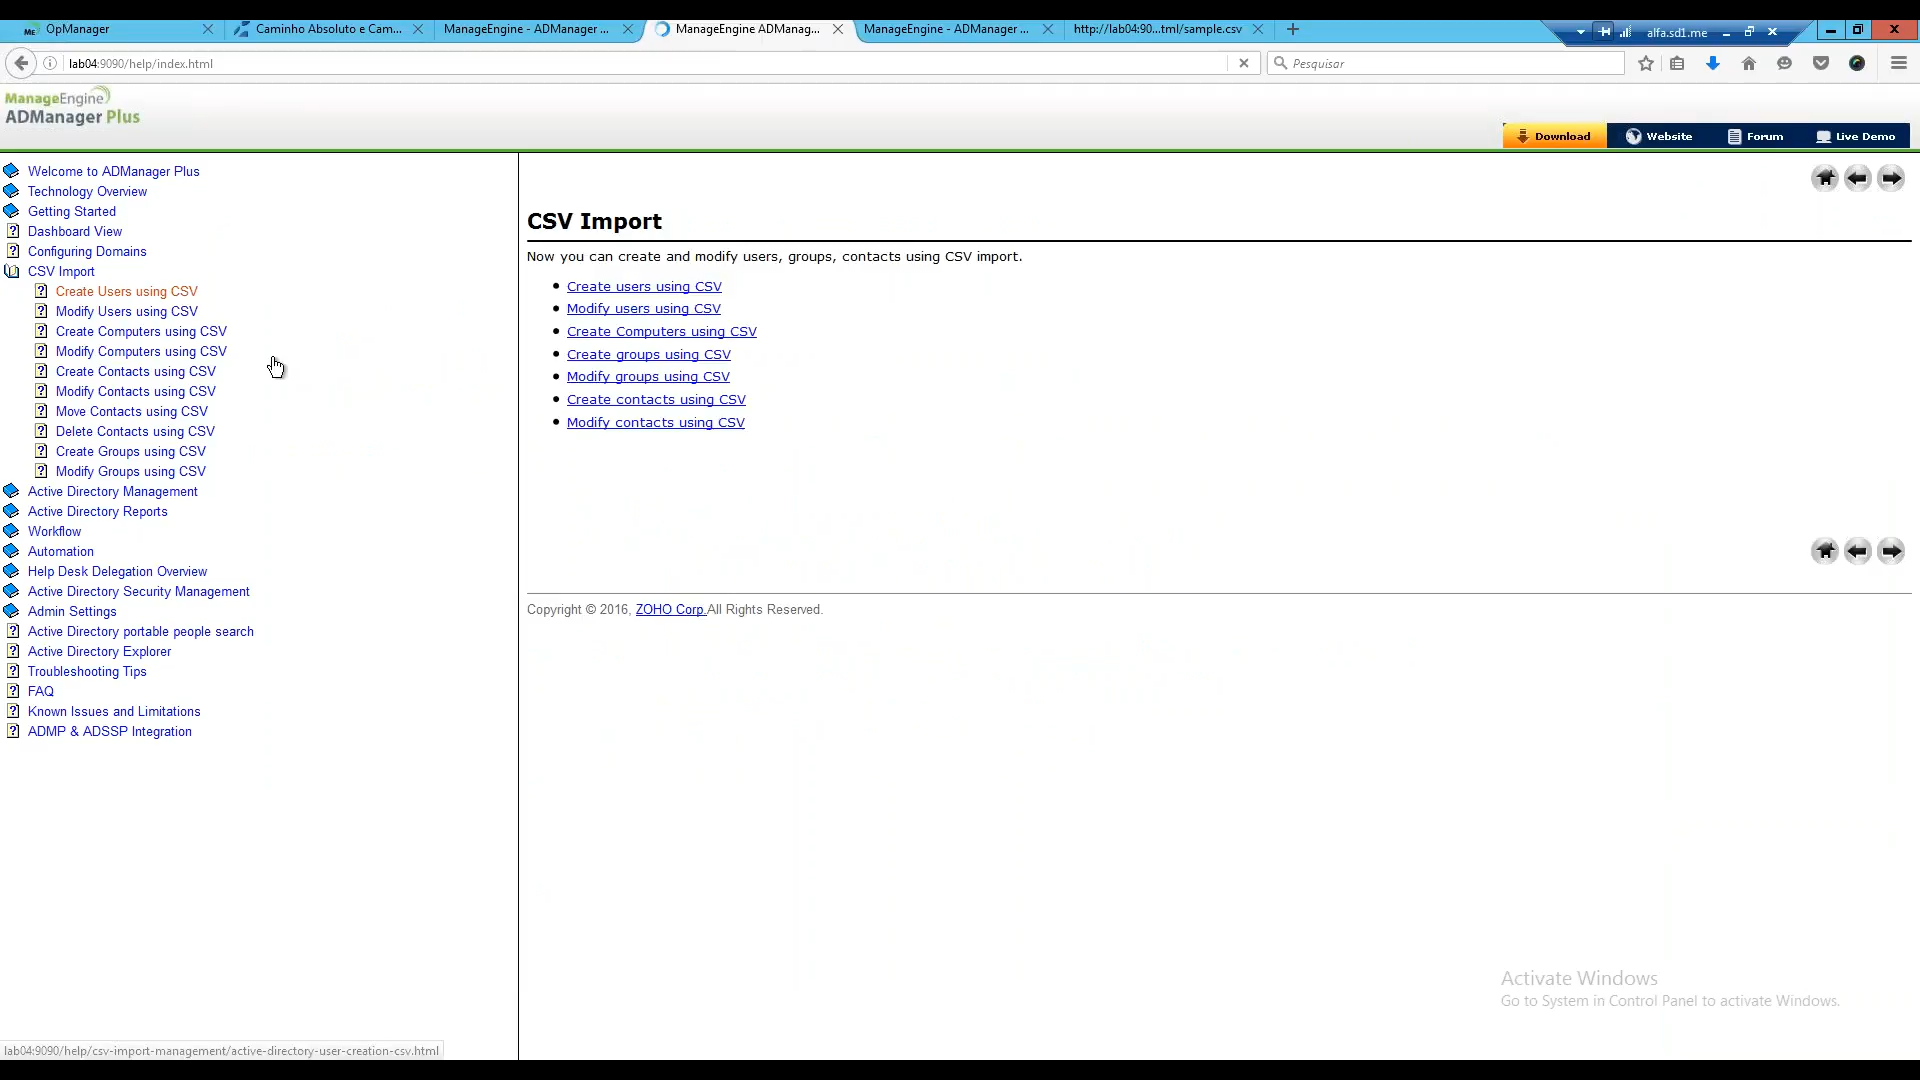 OpManager
Caminho Absoluto e Cam...
ManageEngine - ADManager ...
ManageEngine ADManag...
ManageEngine - ADManager ...
http://lab04:90...tml/sample.csv
alfa.sd1.me
lab04:9090/help/index.html
Pesquisar
ManageEngine
ADManager Plus
Download
Website
Forum
Live Demo
Welcome to ADManager Plus
Technology Overview
Getting Started
Dashboard View
Configuring Domains
CSV Import
Create Users using CSV
Modify Users using CSV
Create Computers using CSV
Modify Computers using CSV
Create Contacts using CSV
Modify Contacts using CSV
Move Contacts using CSV
Delete Contacts using CSV
Create Groups using CSV
Modify Groups using CSV
Active Directory Management
Active Directory Reports
Workflow
Automation
Help Desk Delegation Overview
Active Directory Security Management
Admin Settings
Active Directory portable people search
Active Directory Explorer
Troubleshooting Tips
FAQ
Known Issues and Limitations
ADMP & ADSSP Integration
CSV Import
Now you can create and modify users, groups, contacts using CSV import.
• Create users using CSV
• Modify users using CSV
• Create Computers using CSV
• Create groups using CSV
• Modify groups using CSV
• Create contacts using CSV
• Modify contacts using CSV
Copyright © 2016, ZOHO Corp.All Rights Reserved.
Activate Windows
Go to System in Control Panel to activate Windows.
lab04:9090/help/csv-import-management/active-directory-user-creation-csv.html